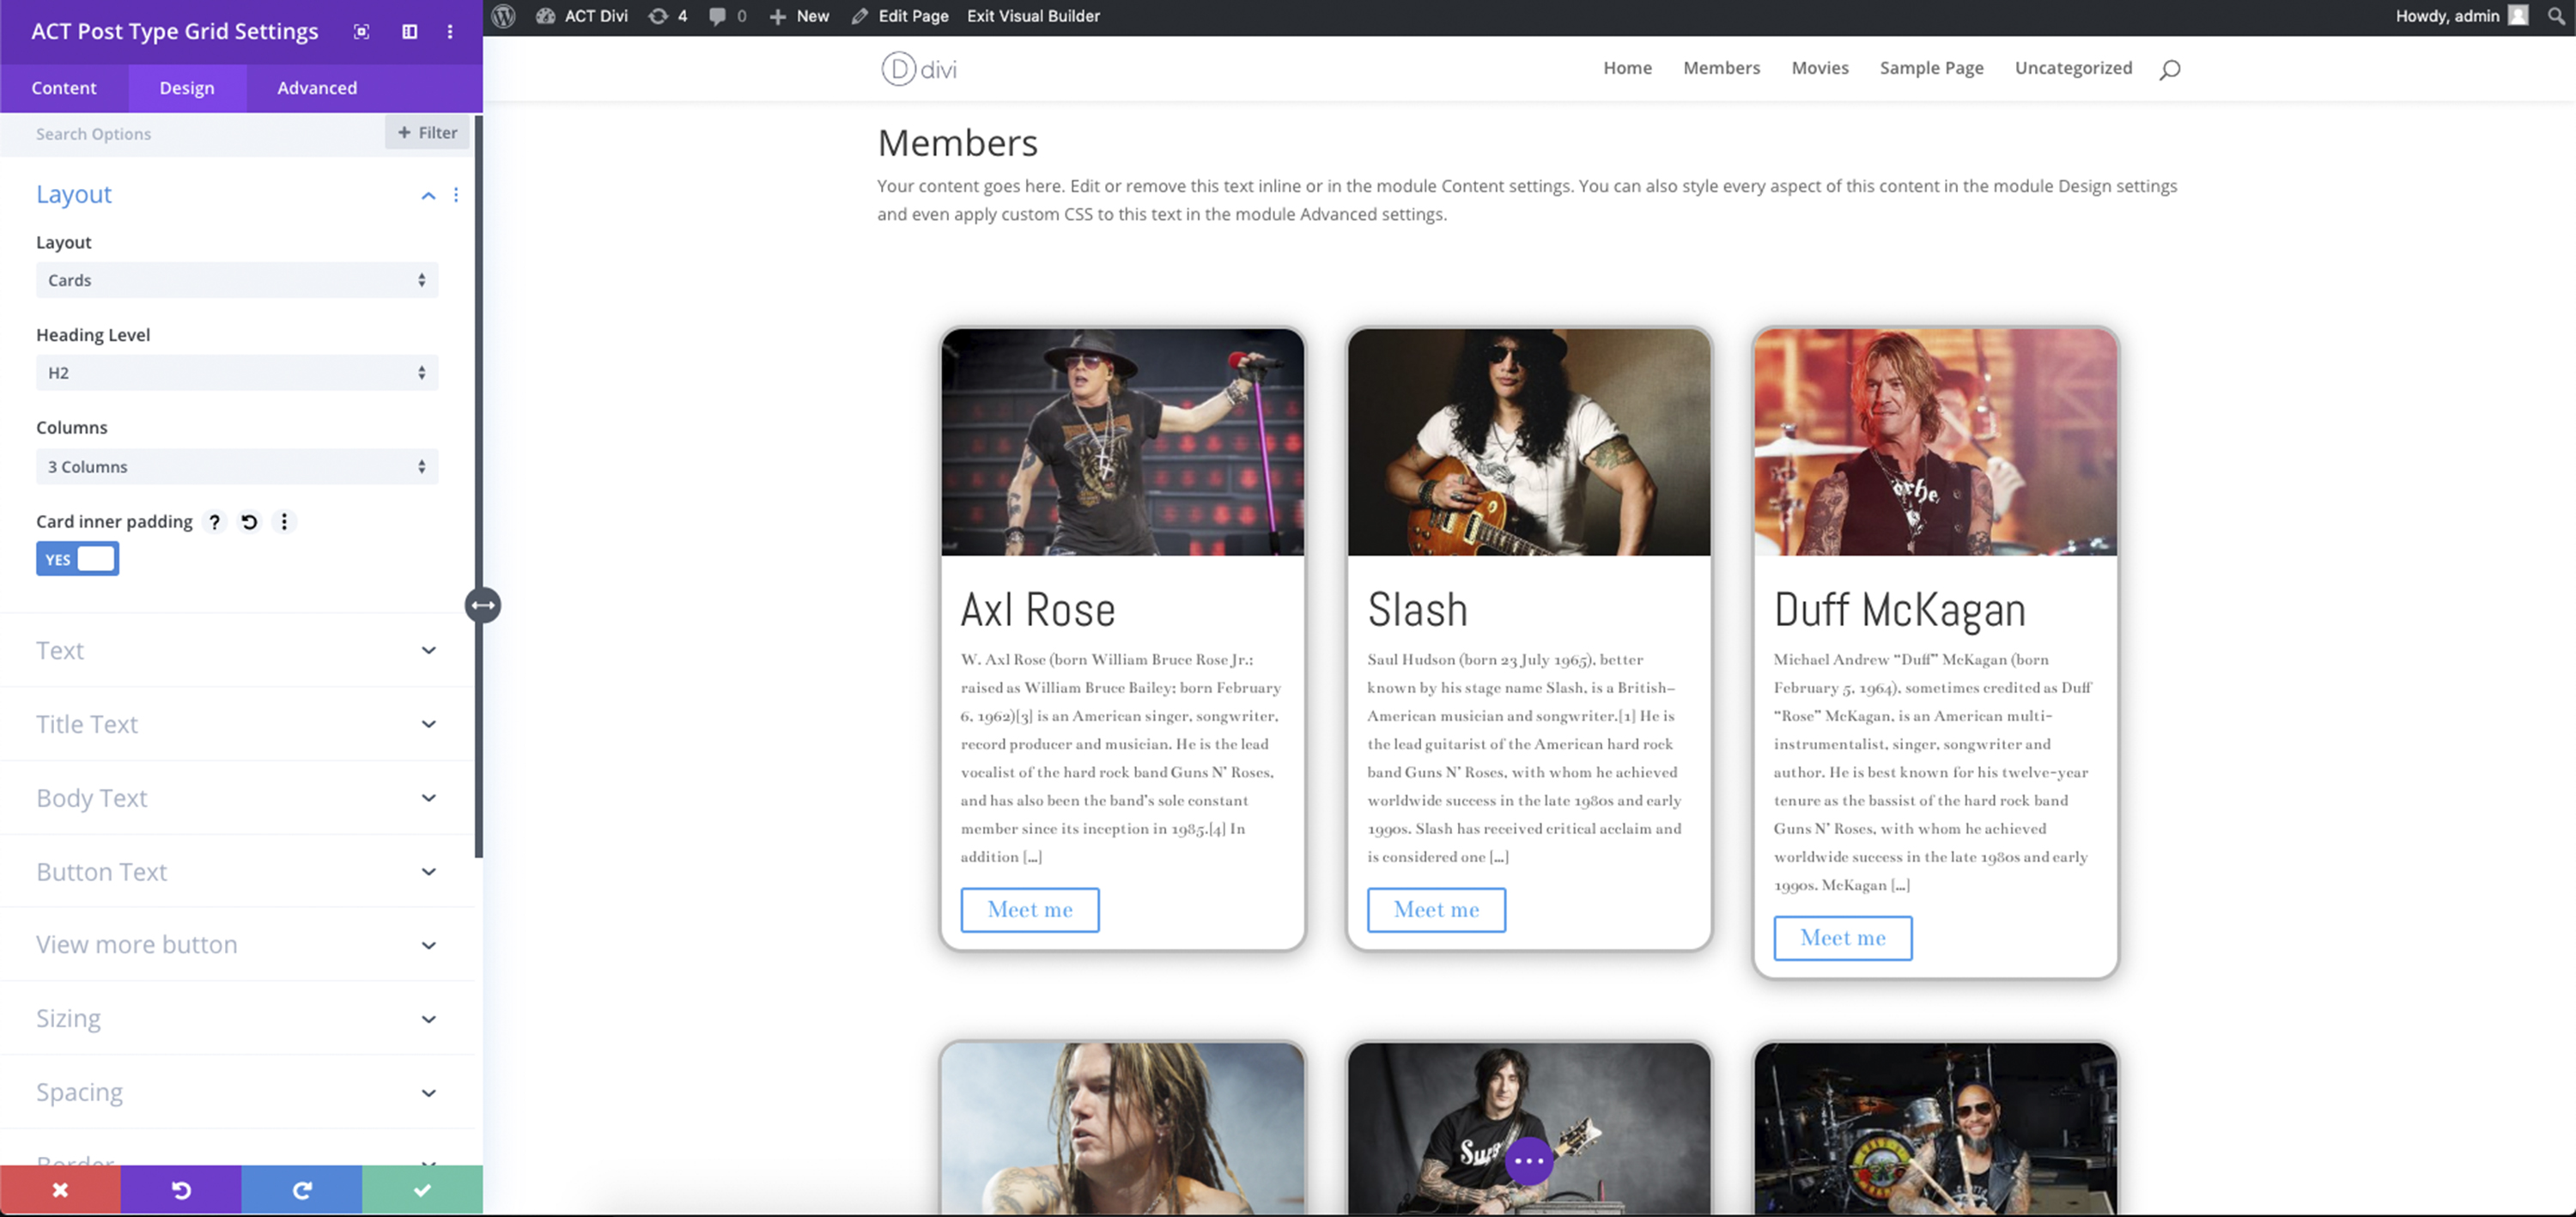 ACT Post Type Grid Settings
ACT Divi
4
0
New
Edit Page
Exit Visual Builder
Howdy, admin
Content
Design
Advanced
Search Options
+ Filter
Layout
Layout
Cards
Heading Level
H2
Columns
3 Columns
Card inner padding ?
YES
Text
Title Text
Body Text
Button Text
View more button
Sizing
Spacing
Border
D divi
Home
Members
Movies
Sample Page
Uncategorized
Members
Your content goes here. Edit or remove this text inline or in the module Content settings. You can also style every aspect of this content in the module Design settings
and even apply custom CSS to this text in the module Advanced settings.
Axl Rose
W. Axl Rose (born William Bruce Rose Jr.;
raised as William Bruce Bailey; born February
6, 1962)[3] is an American singer, songwriter,
record producer and musician. He is the lead
vocalist of the hard rock band Guns N’ Roses,
and has also been the band’s sole constant
member since its inception in 1985.[4] In
addition [...]
Meet me
Slash
Saul Hudson (born 23 July 1965), better
known by his stage name Slash, is a British–
American musician and songwriter.[1] He is
the lead guitarist of the American hard rock
band Guns N’ Roses, with whom he achieved
worldwide success in the late 1980s and early
1990s. Slash has received critical acclaim and
is considered one [...]
Meet me
Duff McKagan
Michael Andrew “Duff” McKagan (born
February 5, 1964), sometimes credited as Duff
“Rose” McKagan, is an American multi-
instrumentalist, singer, songwriter and
author. He is best known for his twelve-year
tenure as the bassist of the hard rock band
Guns N’ Roses, with whom he achieved
worldwide success in the late 1980s and early
1990s. McKagan [...]
Meet me